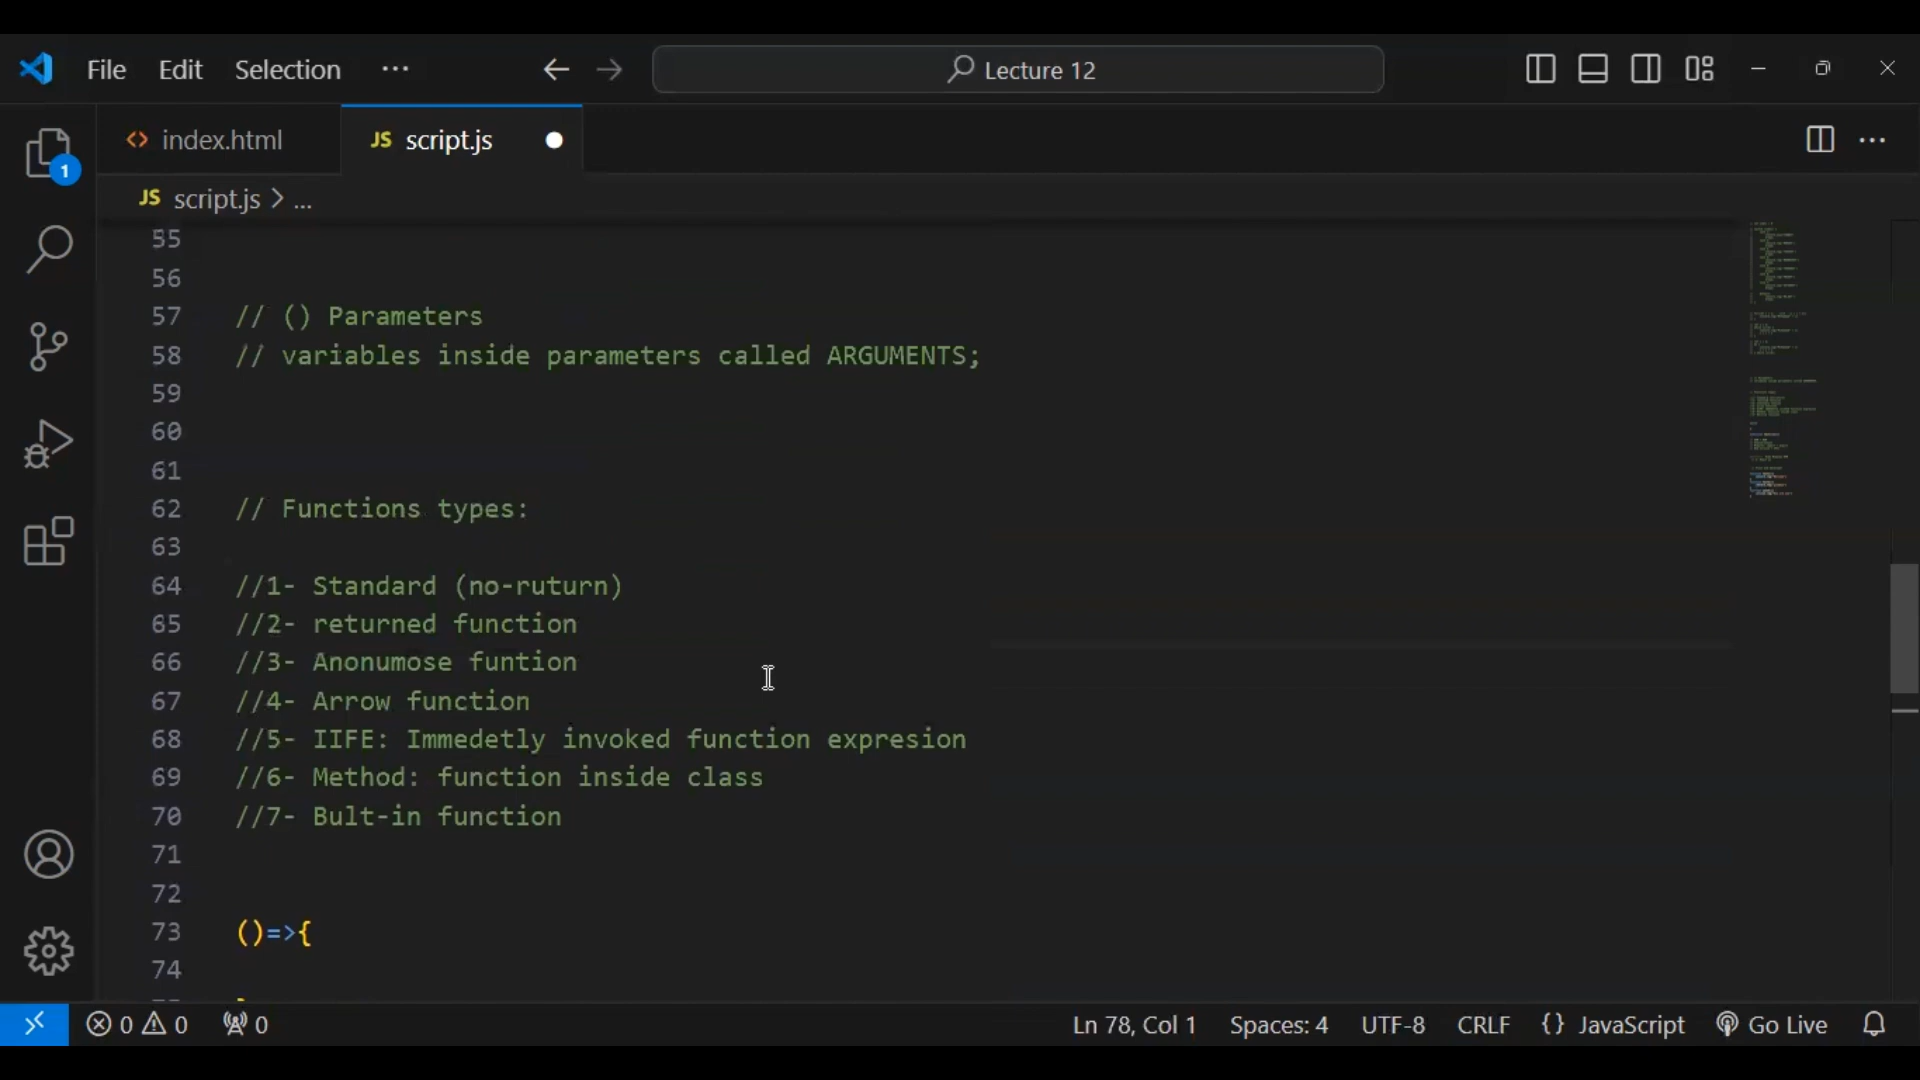 File Edit Selection ··· Lecture 12
index.html JS script.js
JS script.js > ...
1
55
56
57 // () Parameters
58 // variables inside parameters called ARGUMENTS;
59
60
61
62 // Functions types:
63
64 //1- Standard (no-ruturn)
65 //2- returned function
66 //3- Anonumose funtion
67 //4- Arrow function
68 //5- IIFE: Immedetly invoked function expresion
69 //6- Method: function inside class
70 //7- Bult-in function
71
72
73 ()=>{
74
0 0 0 Ln 78, Col 1 Spaces: 4 UTF-8 CRLF {} JavaScript Go Live